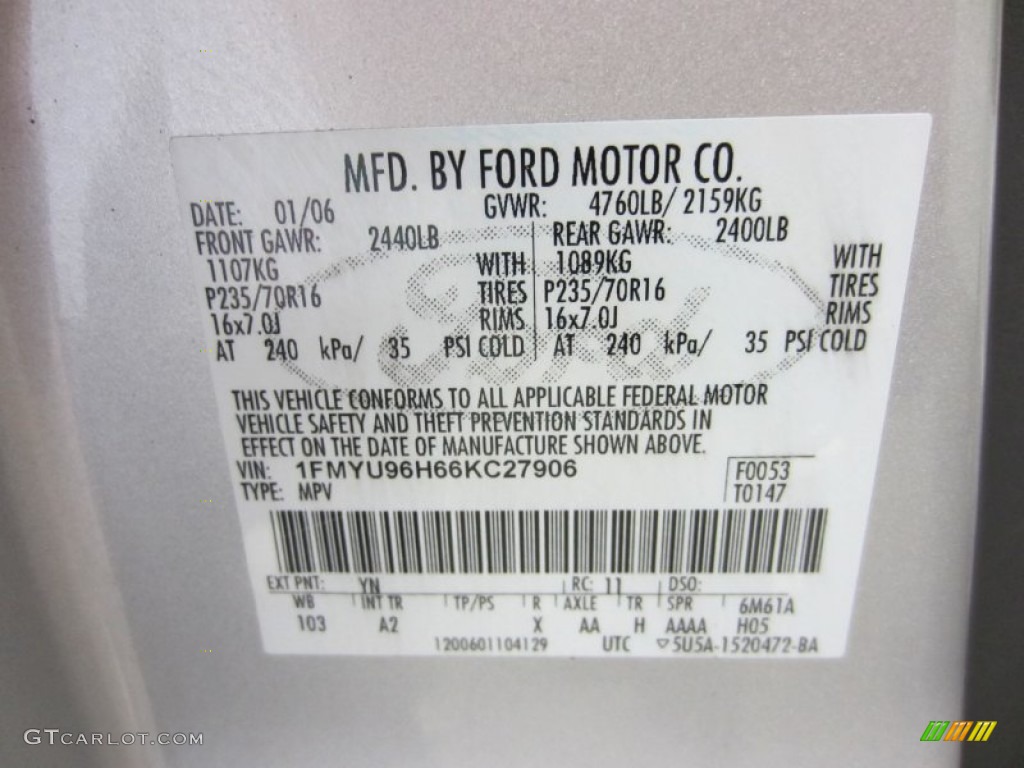 MFD. BY FORD MOTOR CO.
DATE: 01/06 GVWR: 4760LB/ 2159KG
FRONT GAWR: 2440LB REAR GAWR: 2400LB
1107KG WITH 1089KG WITH
P235/70R16 TIRES P235/70R16 TIRES
16x7.0J RIMS 16x7.0J RIMS
AT 240 kPa/ 35 PSI COLD AT 240 kPa/ 35 PSI COLD
Ford
THIS VEHICLE CONFORMS TO ALL APPLICABLE FEDERAL MOTOR
VEHICLE SAFETY AND THEFT PREVENTION STANDARDS IN
EFFECT ON THE DATE OF MANUFACTURE SHOWN ABOVE.
VIN: 1FMYU96H66KC27906 F0053
TYPE: MPV T0147
EXT PNT: YN RC: 11 DSO:
WB INT TR TP/PS R AXLE TR SPR 6M61A
103 A2 X AA H AAAA H05
1200601104129 UTC ▽5U5A-1520472-BA
GTCARLOT.COM